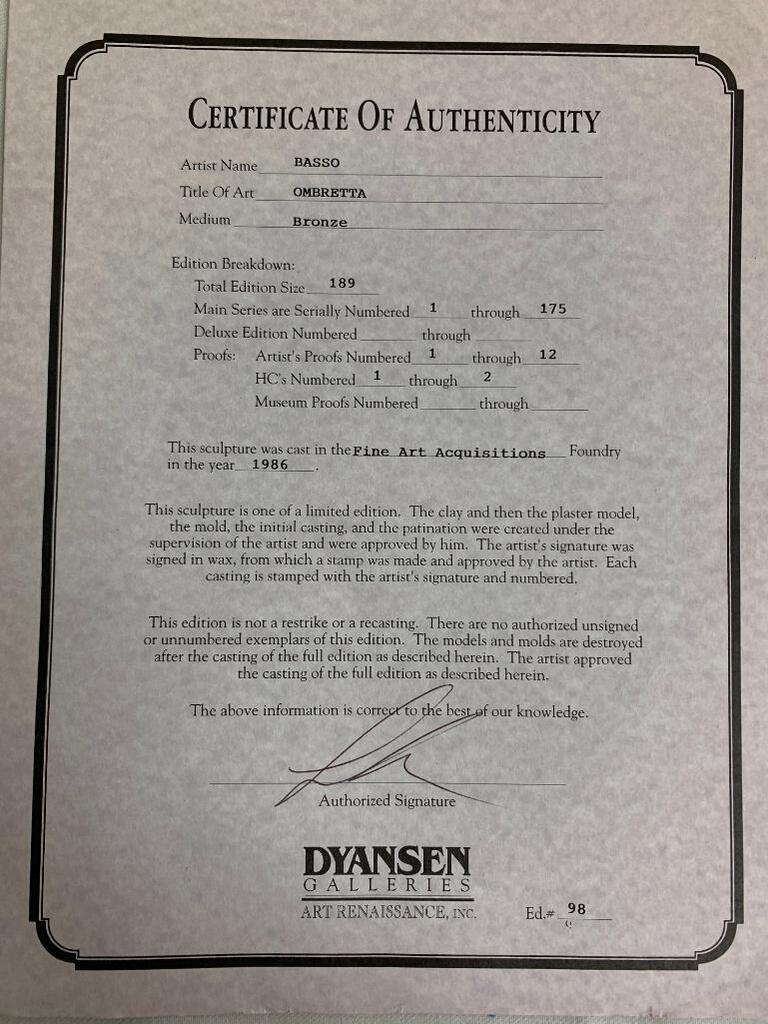 CERTIFICATE OF AUTHENTICITY
Artist Name BASSO
Title Of Art OMBRETTA
Medium Bronze
Edition Breakdown:
Total Edition Size 189
Main Series are Serially Numbered 1 through 175
Deluxe Edition Numbered through
Proofs: Artist's Proofs Numbered 1 through 12
HC's Numbered 1 through 2
Museum Proofs Numbered through
This sculpture was cast in the Fine Art Acquisitions Foundry
in the year 1986.
This sculpture is one of a limited edition. The clay and then the plaster model,
the mold, the initial casting, and the patination were created under the
supervision of the artist and were approved by him. The artist's signature was
signed in wax, from which a stamp was made and approved by the artist. Each
casting is stamped with the artist's signature and numbered.
This edition is not a restrike or a recasting. There are no authorized unsigned
or unnumbered exemplars of this edition. The models and molds are destroyed
after the casting of the full edition as described herein. The artist approved
the casting of the full edition as described herein.
The above information is correct to the best of our knowledge.
Authorized Signature
DYANSEN
GALLERIES
ART RENAISSANCE, INC.
Ed.# 98